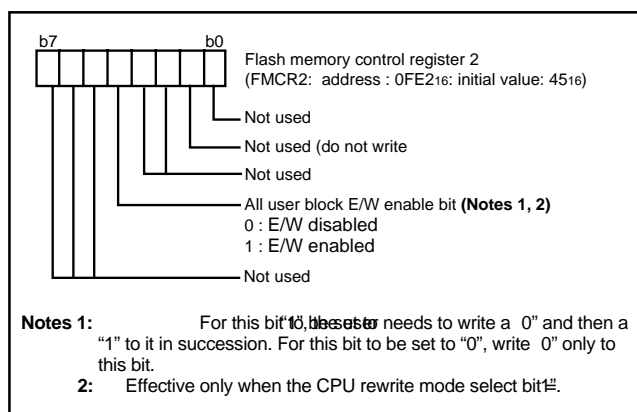 b7 b0
Flash memory control register 2
(FMCR2: address : 0FE216: initial value: 4516)
Not used
Not used (do not write
Not used
All user block E/W enable bit (Notes 1, 2)
0 : E/W disabled
1 : E/W enabled
Not used
Notes 1: For this bit needs to write a 0” and then a
“1” to it in succession. For this bit to be set to “0”, write 0” only to
this bit.
2: Effective only when the CPU rewrite mode select bit